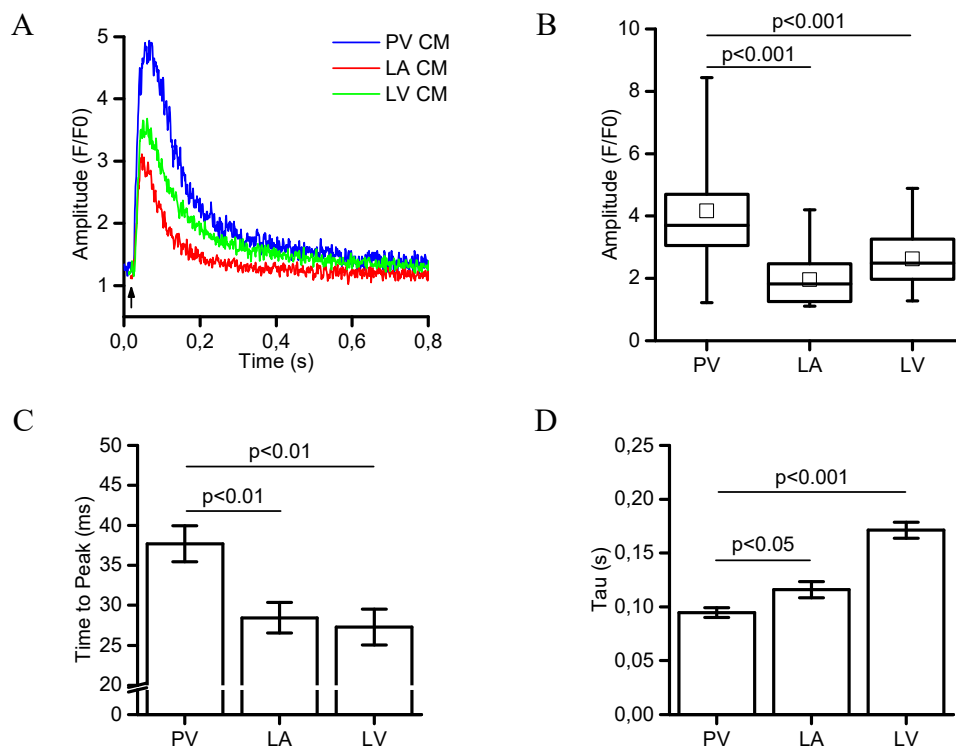 A
5
4
3
2
1
Amplitude (F/F0)
PV CM
LA CM
LV CM
0,0 0,2 0,4 0,6 0,8
Time (s)
B
p<0.001
p<0.001
10
8
6
4
2
0
Amplitude (F/F0)
PV LA LV
C
50
45
40
35
30
25
20
0
Time to Peak (ms)
p<0.01
p<0.01
PV LA LV
D
0,25
0,20
0,15
0,10
0,05
0,00
Tau (s)
p<0.001
p<0.05
PV LA LV